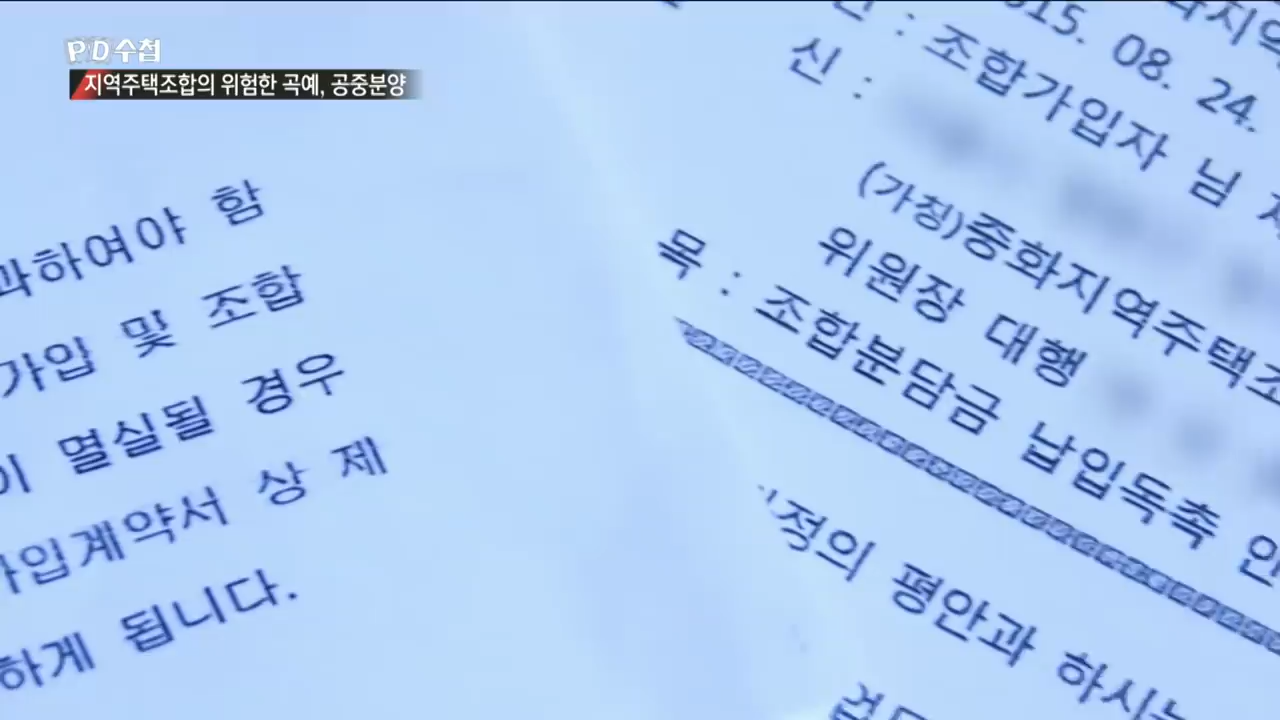 PD수첩
지역주택조합의 위험한 곡예, 공중분양
과하여야 함
가입 및 조합
이 멸실될 경우
가입계약서 상 제
하게 됩니다.
08. 24.
신 : 조합가입자 님
신 :
(가칭)중화지역주택조
위원장 대행
목 : 조합분담금 납입독촉 안
가정의 평안과 하시는